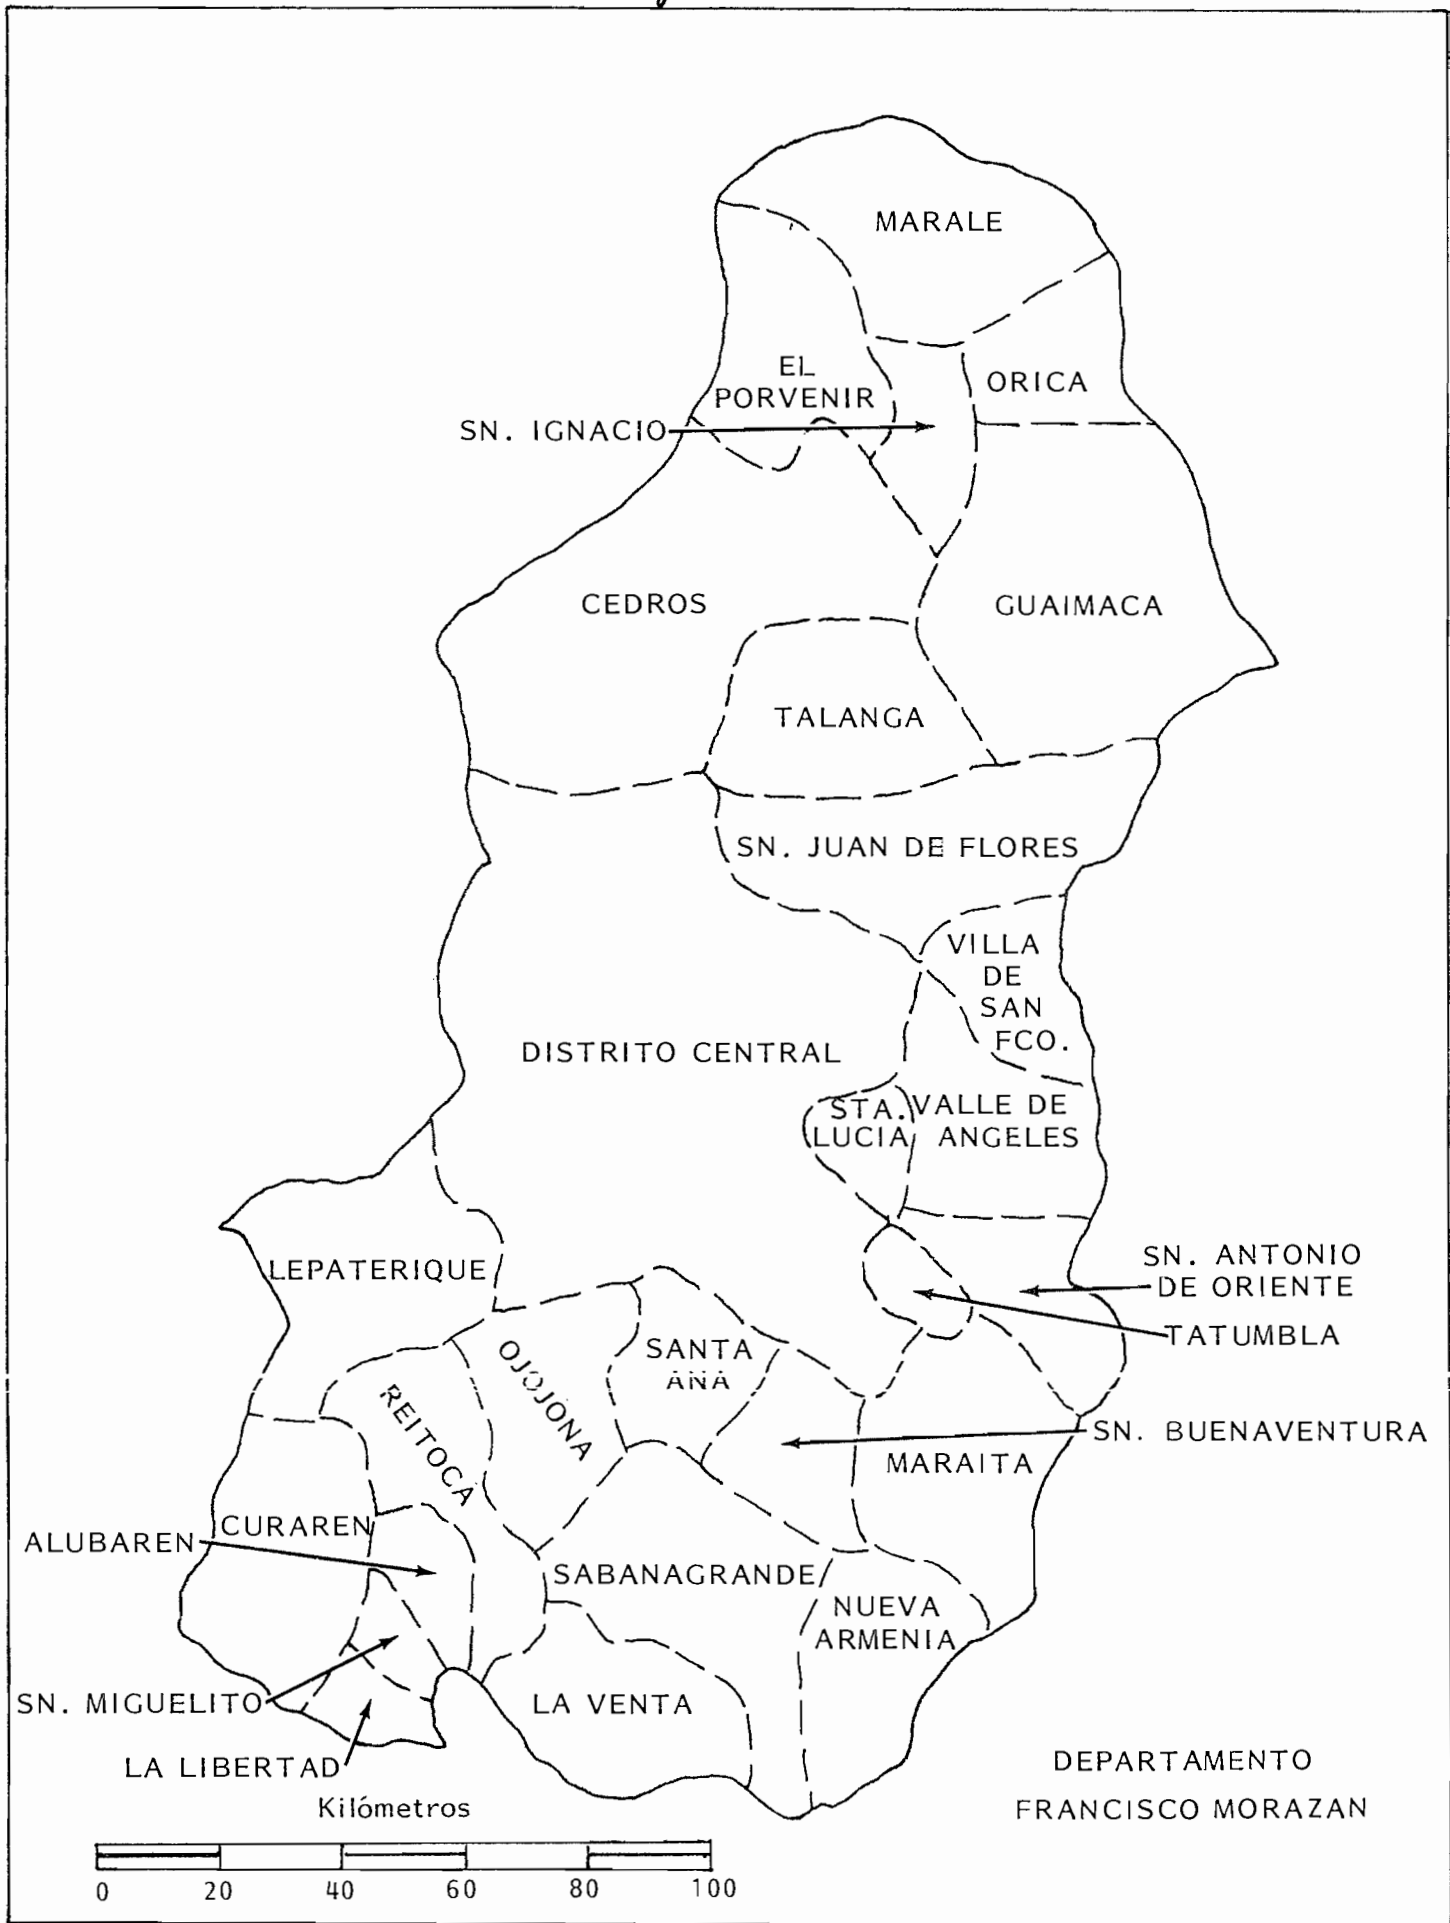 MARALE
EL
PORVENIR
ORICA
SN. IGNACIO
CEDROS
GUAIMACA
TALANGA
SN. JUAN DE FLORES
VILLA
DE
SAN
FCO.
DISTRITO CENTRAL
STA.
LUCIA
VALLE DE
ANGELES
LEPATERIQUE
SN. ANTONIO
DE ORIENTE
TATUMBLA
OJOJONA
SANTA
ANA
REITOCA
SN. BUENAVENTURA
MARAITA
CURAREN
ALUBAREN
SABANAGRANDE
NUEVA
ARMENIA
SN. MIGUELITO
LA VENTA
LA LIBERTAD
DEPARTAMENTO
FRANCISCO MORAZAN
Kilómetros
0 20 40 60 80 100